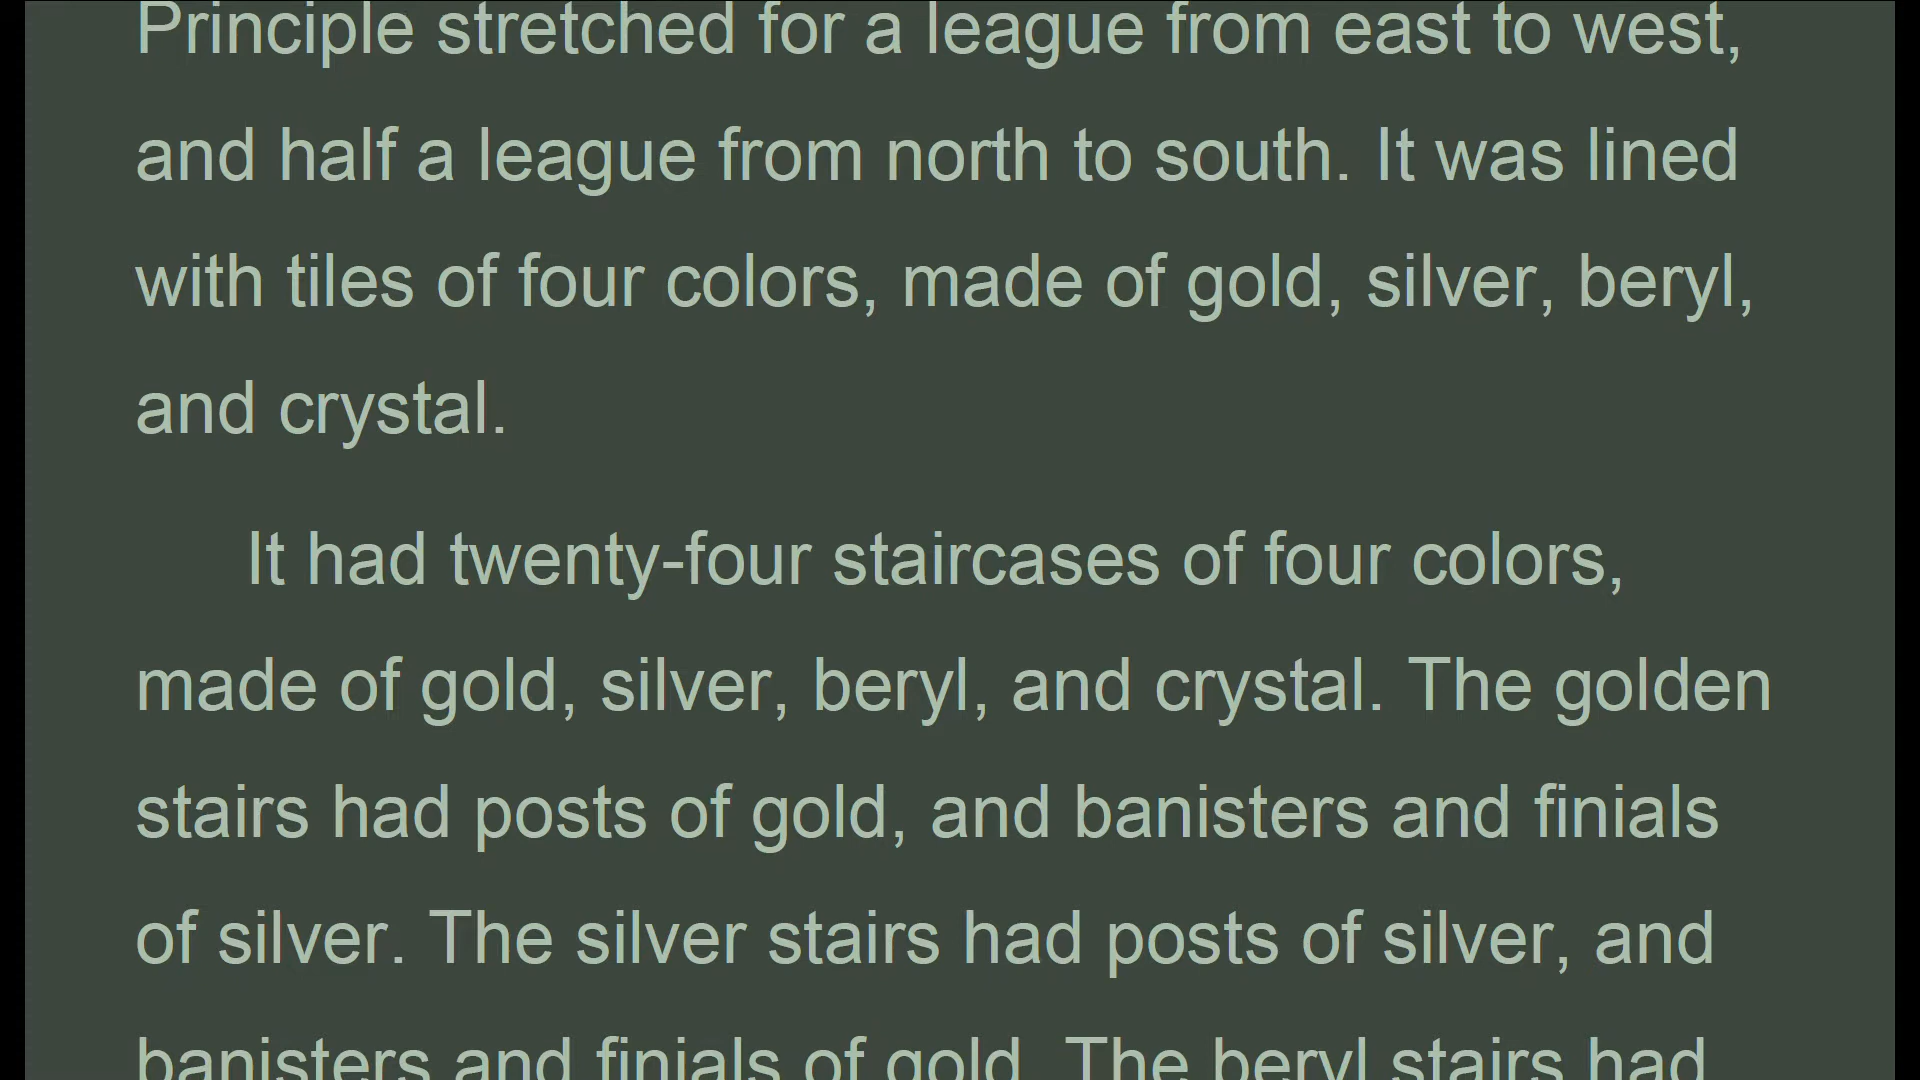 Principle stretched for a league from east to west,
and half a league from north to south. It was lined
with tiles of four colors, made of gold, silver, beryl,
and crystal.
It had twenty-four staircases of four colors,
made of gold, silver, beryl, and crystal. The golden
stairs had posts of gold, and banisters and finials
of silver. The silver stairs had posts of silver, and
banisters and finials of gold. The beryl stairs had